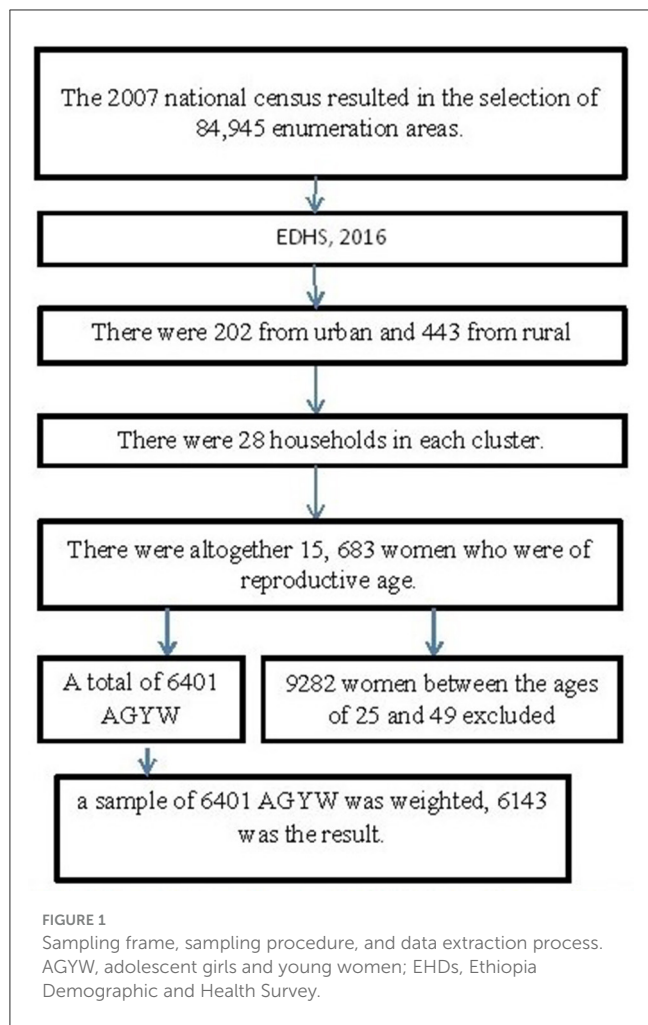 The 2007 national census resulted in the selection of
84,945 enumeration areas.
EDHS, 2016
There were 202 from urban and 443 from rural
There were 28 households in each cluster.
There were altogether 15, 683 women who were of
reproductive age.
A total of 6401
AGYW
9282 women between the ages
of 25 and 49 excluded
a sample of 6401 AGYW was weighted, 6143
was the result.
FIGURE 1
Sampling frame, sampling procedure, and data extraction process.
AGYW, adolescent girls and young women; EHDs, Ethiopia
Demographic and Health Survey.